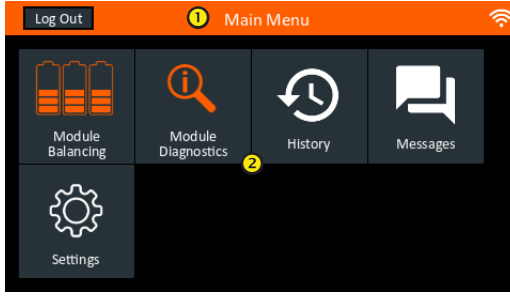 Log Out
1
Main Menu
Module
Balancing
Module
Diagnostics
History
Messages
2
Settings